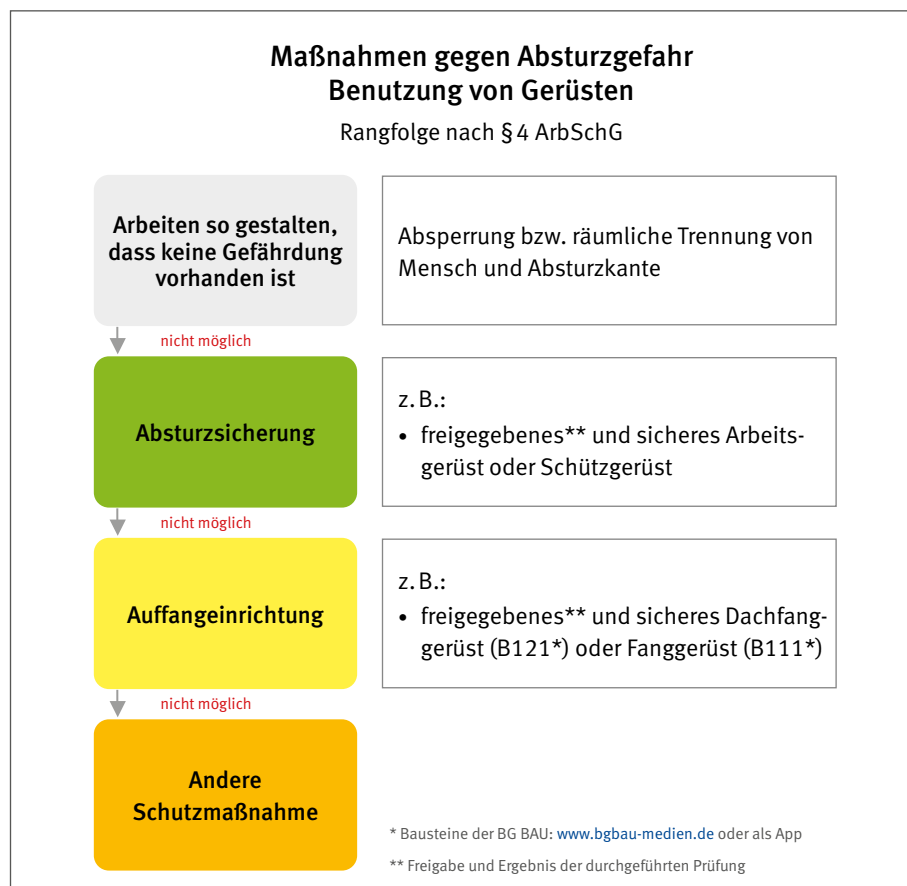 Maßnahmen gegen Absturzgefahr
Benutzung von Gerüsten
Rangfolge nach § 4 ArbSchG
Arbeiten so gestalten,
dass keine Gefährdung
vorhanden ist
Absperrung bzw. räumliche Trennung von
Mensch und Absturzkante
nicht möglich
Absturzsicherung
z. B.:
• freigegebenes** und sicheres Arbeits-
gerüst oder Schützgerüst
nicht möglich
Auffangeinrichtung
z. B.:
• freigegebenes** und sicheres Dachfang-
gerüst (B121*) oder Fanggerüst (B111*)
nicht möglich
Andere
Schutzmaßnahme
* Bausteine der BG BAU: www.bgbau-medien.de oder als App
** Freigabe und Ergebnis der durchgeführten Prüfung